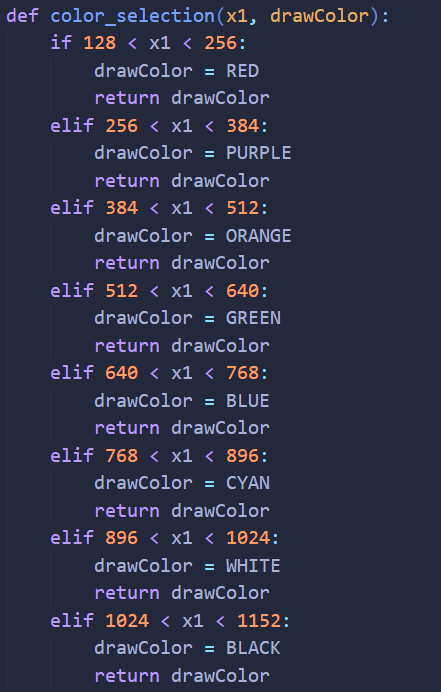 def color_selection(x1, drawColor):
    if 128 < x1 < 256:
        drawColor = RED
        return drawColor
    elif 256 < x1 < 384:
        drawColor = PURPLE
        return drawColor
    elif 384 < x1 < 512:
        drawColor = ORANGE
        return drawColor
    elif 512 < x1 < 640:
        drawColor = GREEN
        return drawColor
    elif 640 < x1 < 768:
        drawColor = BLUE
        return drawColor
    elif 768 < x1 < 896:
        drawColor = CYAN
        return drawColor
    elif 896 < x1 < 1024:
        drawColor = WHITE
        return drawColor
    elif 1024 < x1 < 1152:
        drawColor = BLACK
        return drawColor